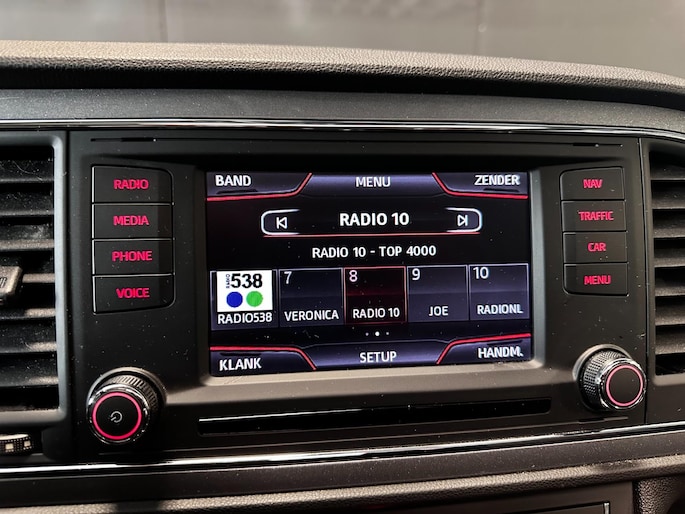 RADIO
MEDIA
PHONE
VOICE
BAND
MENU
ZENDER
RADIO 10
RADIO 10 - TOP 4000
RADIO
538
RADIO538
7
VERONICA
8
RADIO 10
9
JOE
10
RADIONL
KLANK
SETUP
HANDM.
NAV
TRAFFIC
CAR
MENU